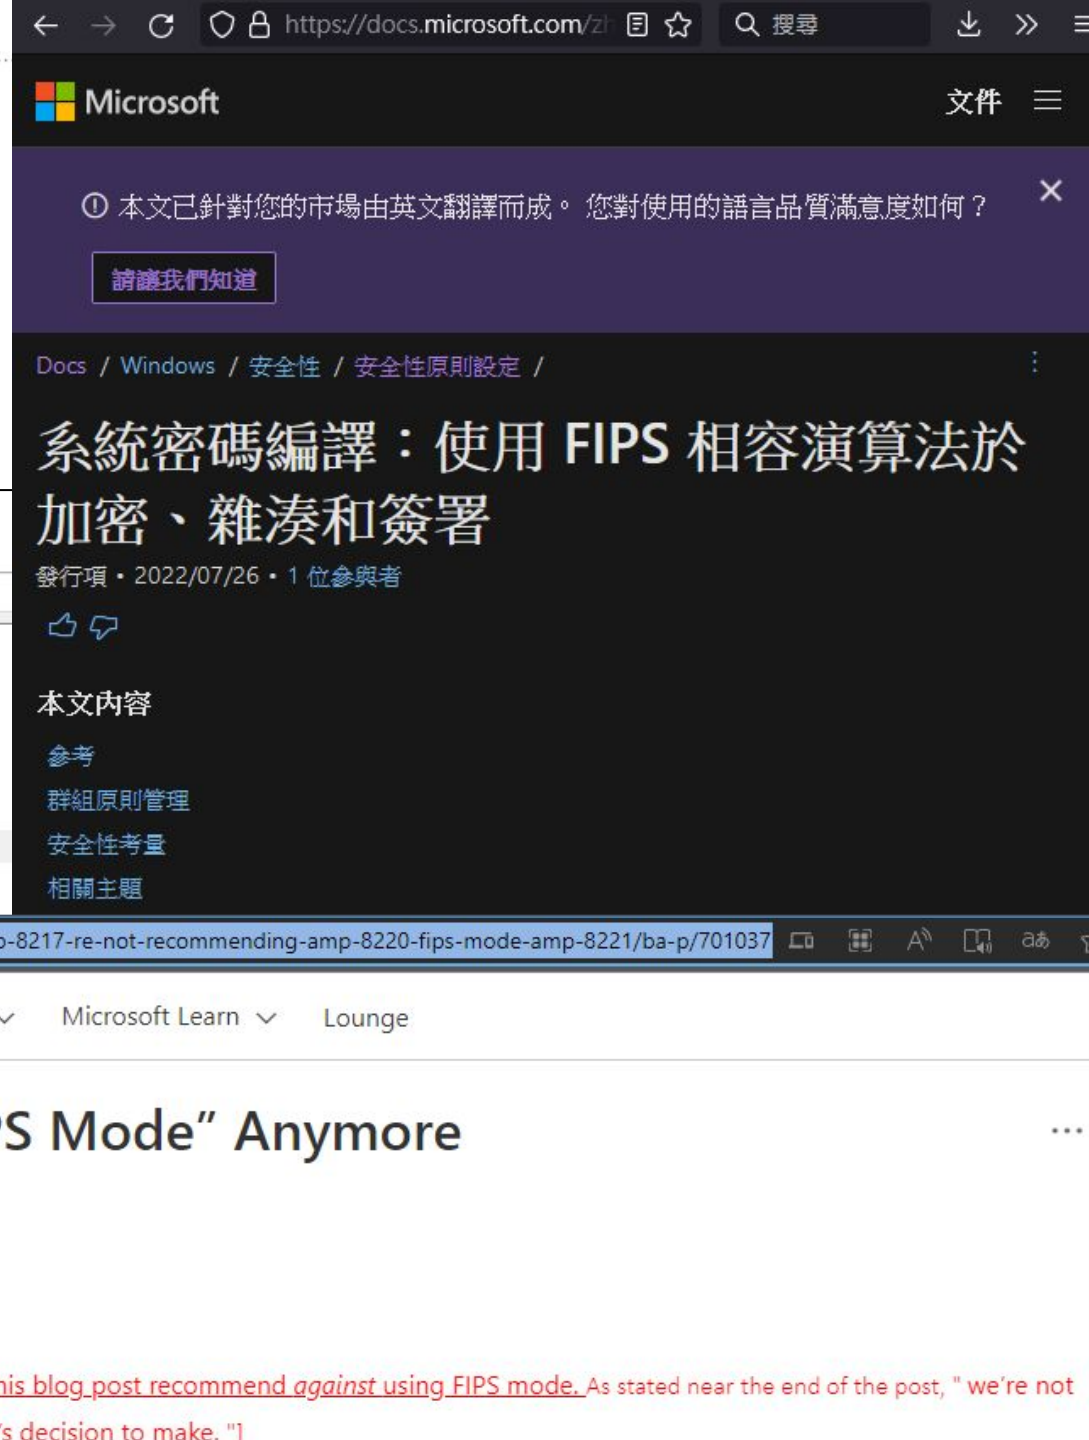 https://docs.microsoft.com/zh
搜尋
Microsoft
文件
本文已針對您的市場由英文翻譯而成。 您對使用的語言品質滿意度如何？
請讓我們知道
Docs / Windows / 安全性 / 安全性原則設定 /
系統密碼編譯：使用 FIPS 相容演算法於
加密、雜湊和簽署
發行項 • 2022/07/26 • 1 位參與者
本文內容
參考
群組原則管理
安全性考量
相關主題
-8217-re-not-recommending-amp-8220-fips-mode-amp-8221/ba-p/701037
Microsoft Learn
Lounge
S Mode” Anymore
his blog post recommend against using FIPS mode. As stated near the end of the post, " we’re not
’s decision to make. "]